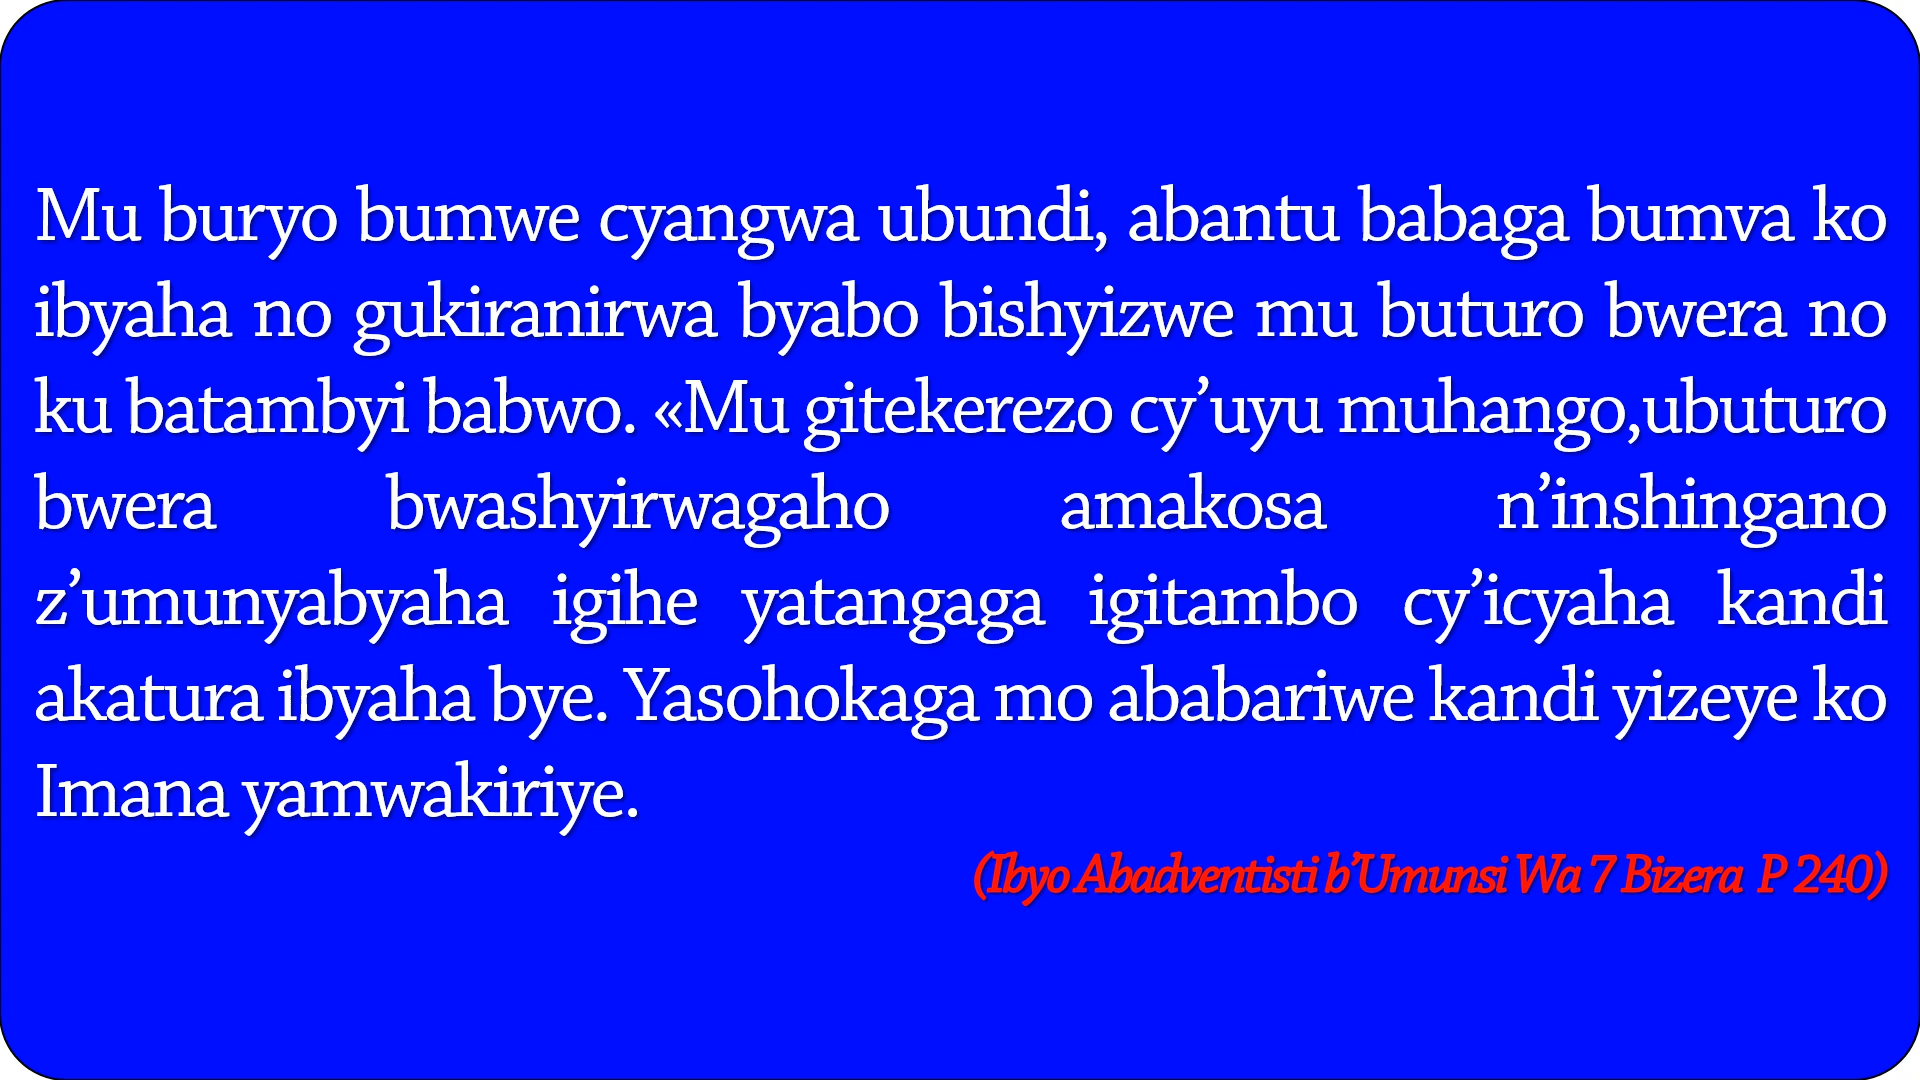 Mu buryo bumwe cyangwa ubundi, abantu babaga bumva ko
ibyaha no gukiranirwa byabo bishyizwe mu buturo bwera no
ku batambyi babwo. «Mu gitekerezo cy’uyu muhango,ubuturo
bwera bwashyirwagaho amakosa n’inshingano
z’umunyabyaha igihe yatangaga igitambo cy’icyaha kandi
akatura ibyaha bye. Yasohokaga mo ababariwe kandi yizeye ko
Imana yamwakiriye.
(Ibyo Abadventisti b’Umunsi Wa 7 Bizera P 240)